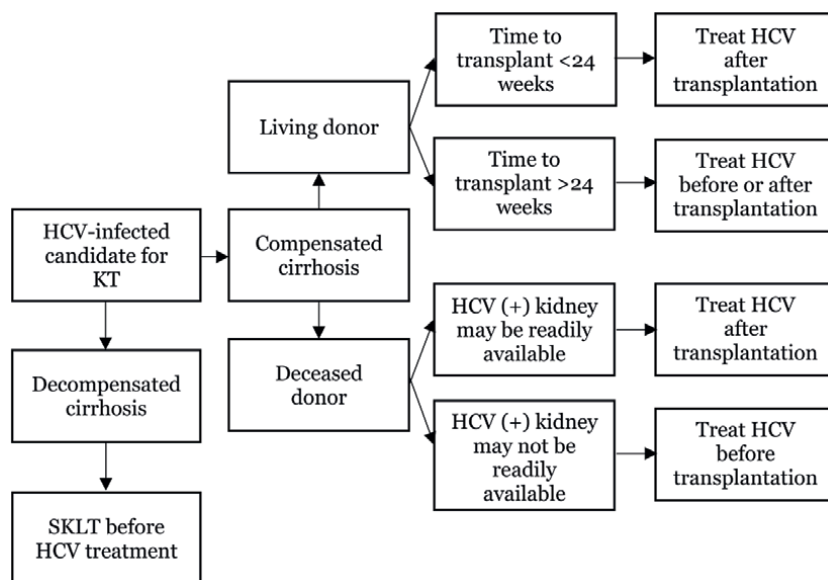 Time to
transplant <24
weeks
Treat HCV
after
transplantation
Living donor
Time to
transplant >24
weeks
Treat HCV
before or after
transplantation
HCV-infected
candidate for
KT
Compensated
cirrhosis
HCV (+) kidney
may be readily
available
Treat HCV
after
transplantation
Decompensated
cirrhosis
Deceased
donor
HCV (+) kidney
may not be
readily
available
Treat HCV
before
transplantation
SKLT before
HCV treatment